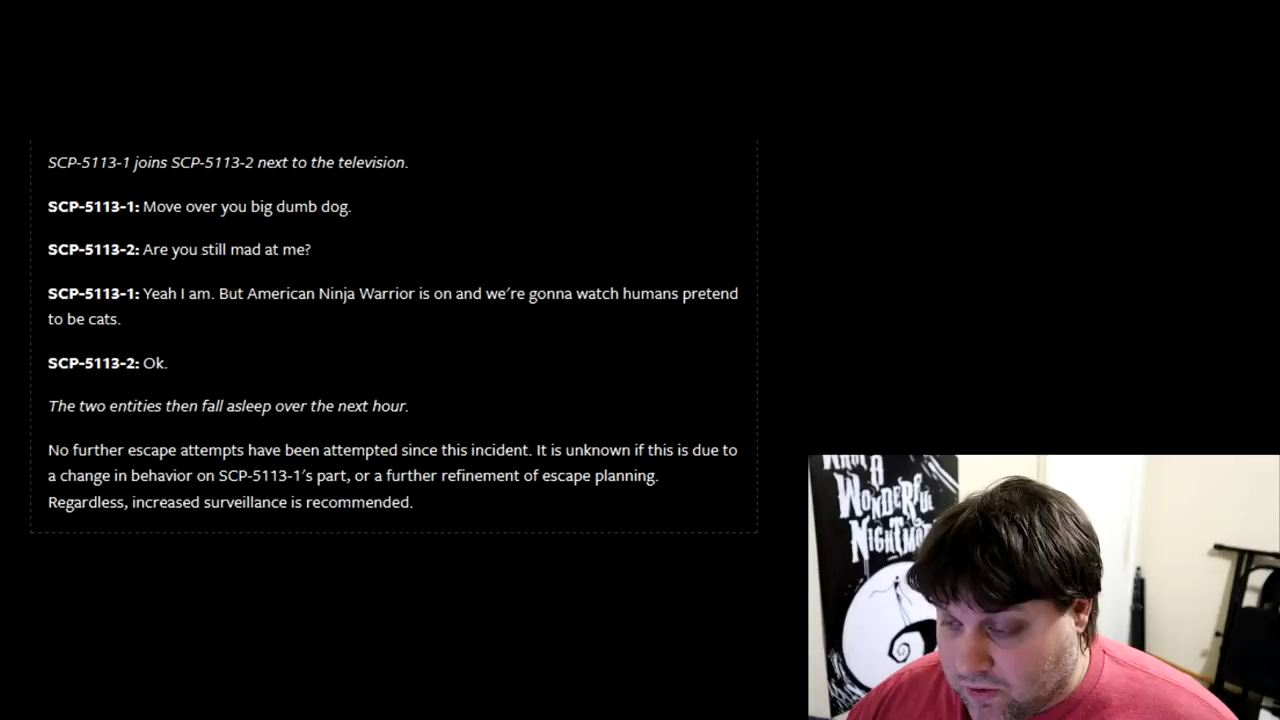 SCP-5113-1 joins SCP-5113-2 next to the television.
SCP-5113-1: Move over you big dumb dog.
SCP-5113-2: Are you still mad at me?
SCP-5113-1: Yeah I am. But American Ninja Warrior is on and we’re gonna watch humans pretend
to be cats.
SCP-5113-2: Ok.
The two entities then fall asleep over the next hour.
No further escape attempts have been attempted since this incident. It is unknown if this is due to
a change in behavior on SCP-5113-1’s part, or a further refinement of escape planning.
Regardless, increased surveillance is recommended.
A
WONDERFUL